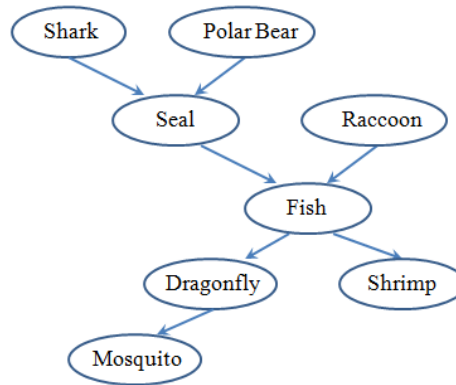 Shark
Polar Bear
Seal
Raccoon
Fish
Dragonfly
Shrimp
Mosquito